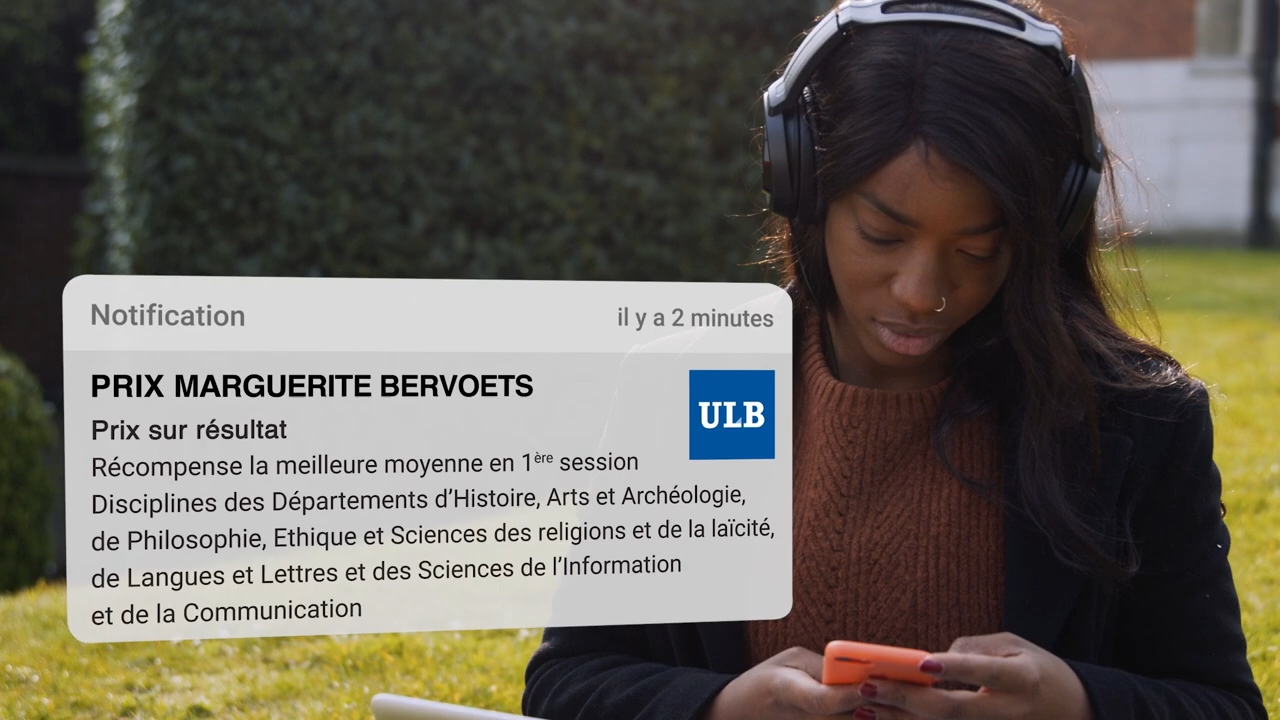 Notification
il y a 2 minutes
PRIX MARGUERITE BERVOETS
ULB
Prix sur résultat
Récompense la meilleure moyenne en 1ère session
Disciplines des Départements d’Histoire, Arts et Archéologie,
de Philosophie, Ethique et Sciences des religions et de la laïcité,
de Langues et Lettres et des Sciences de l’Information
et de la Communication